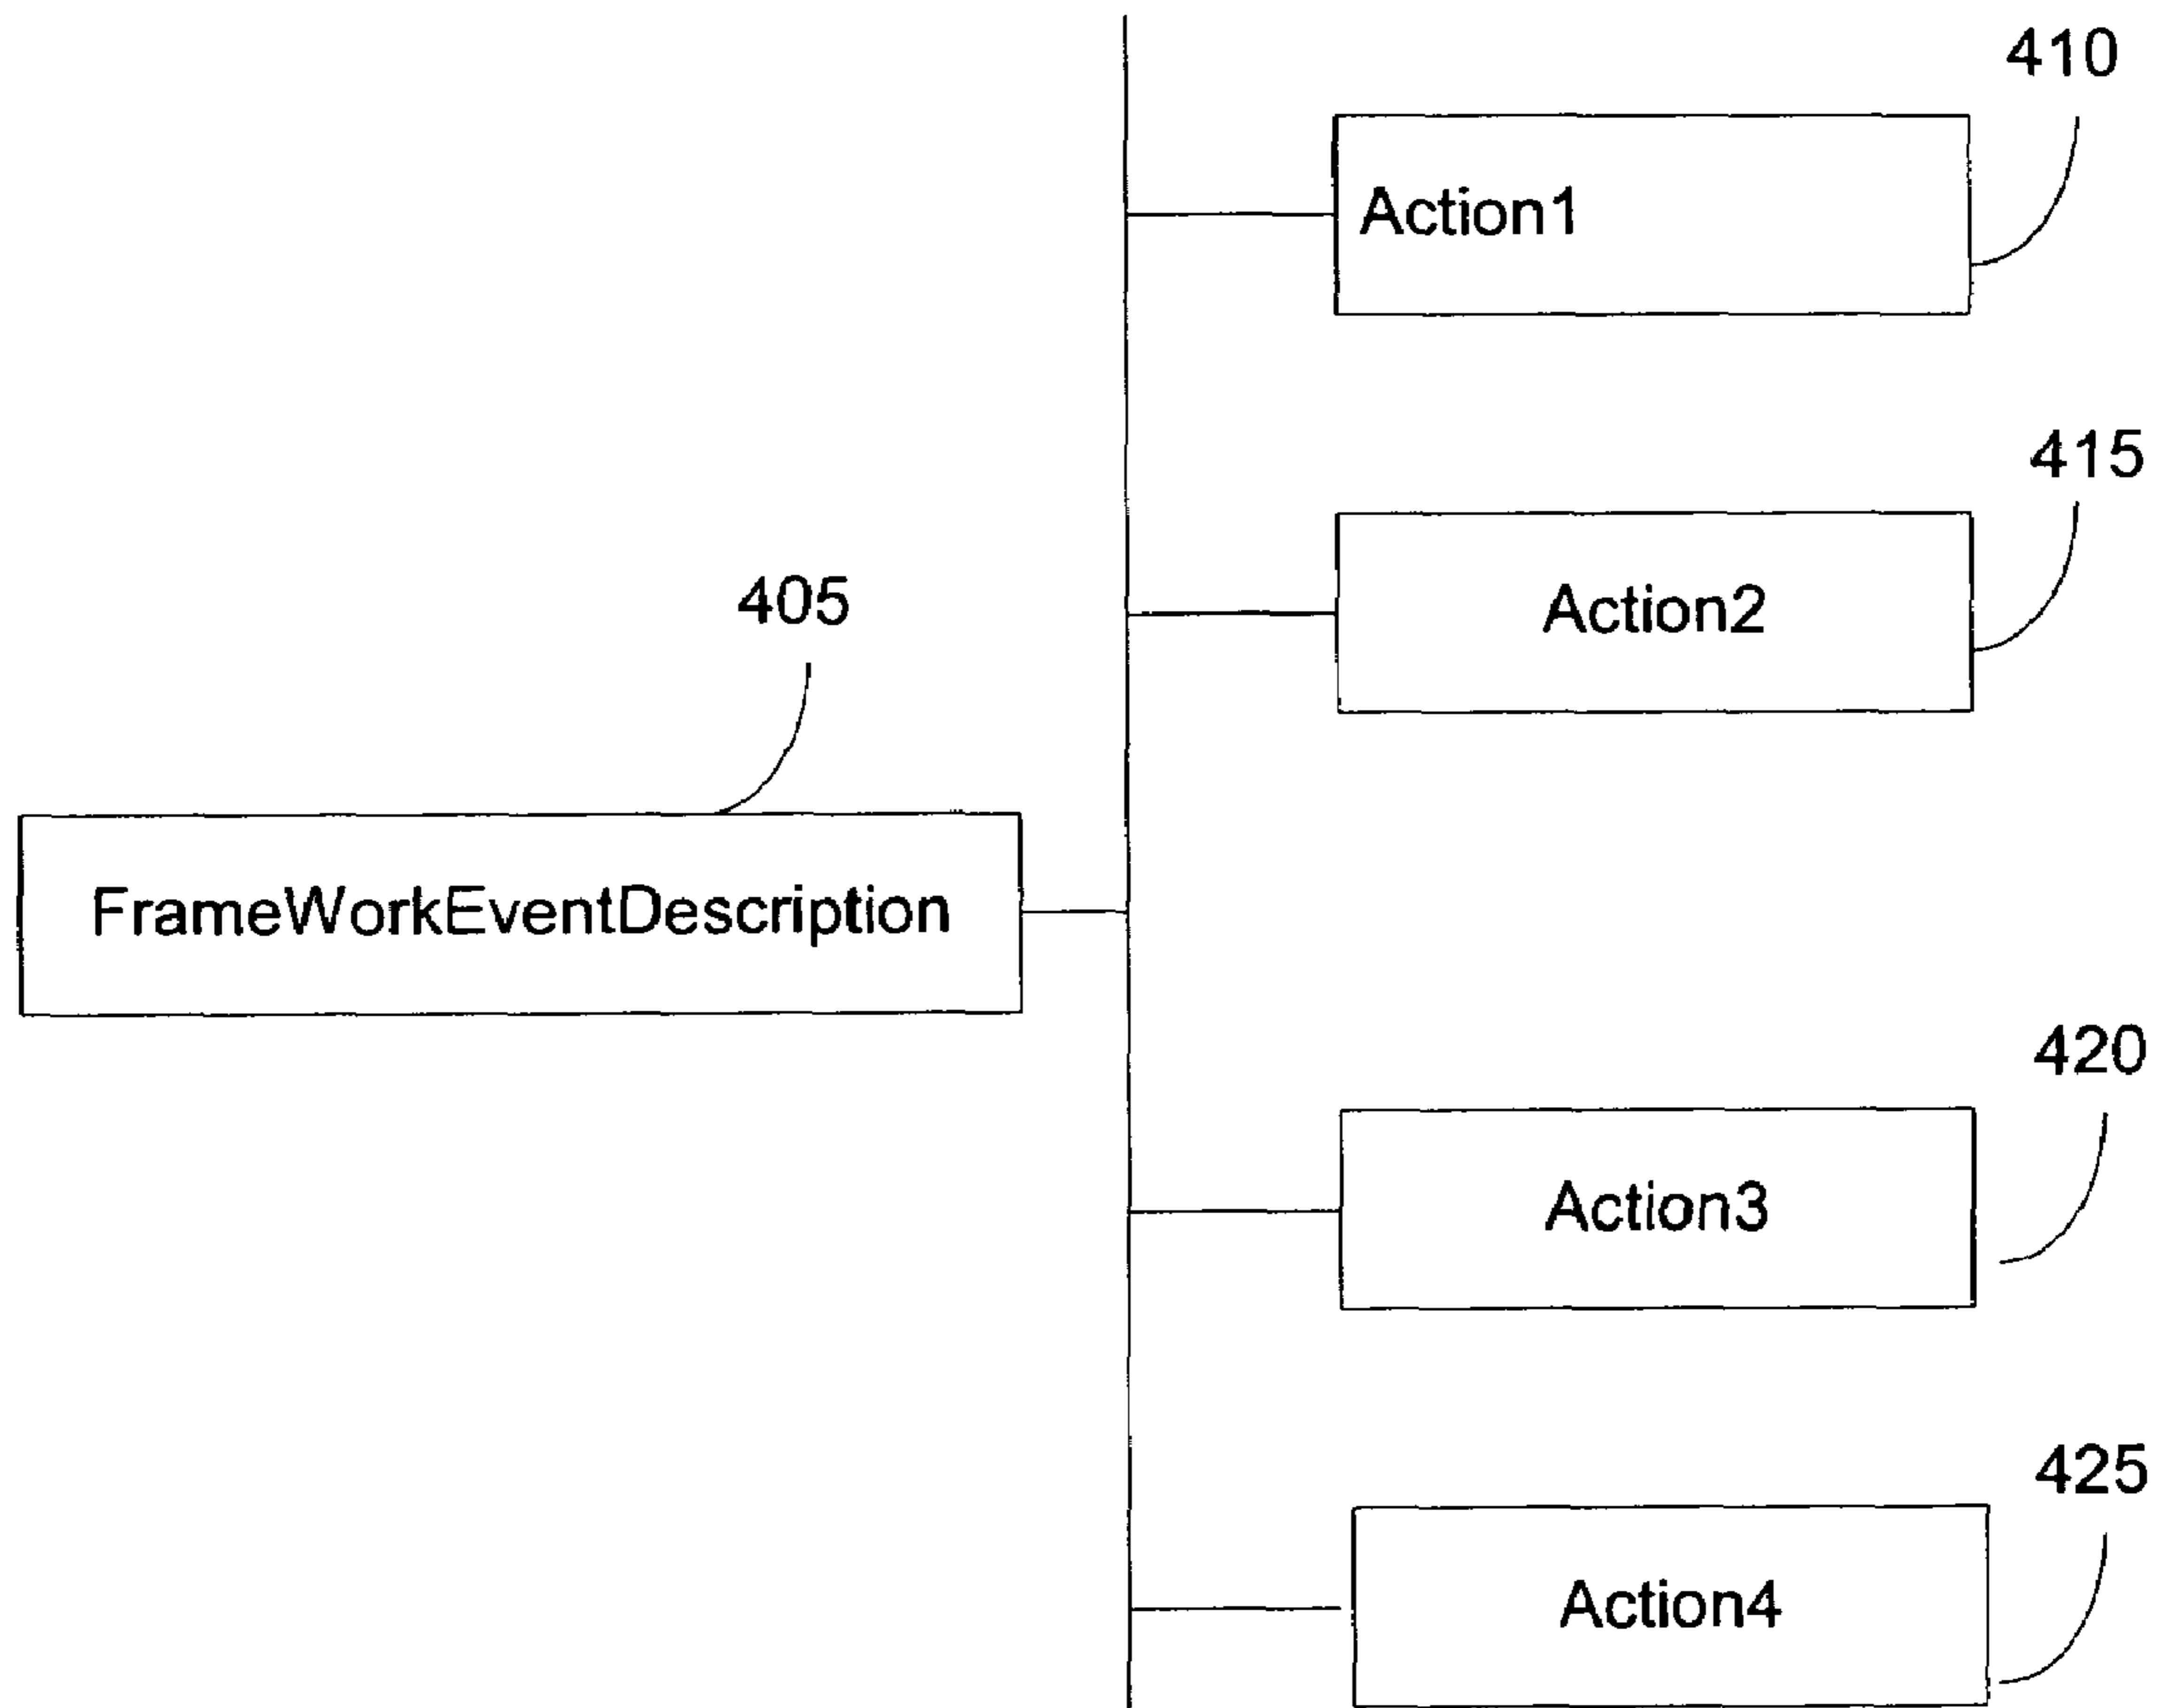 410
Action1
415
Action2
405
FrameWorkEventDescription
420
Action3
425
Action4